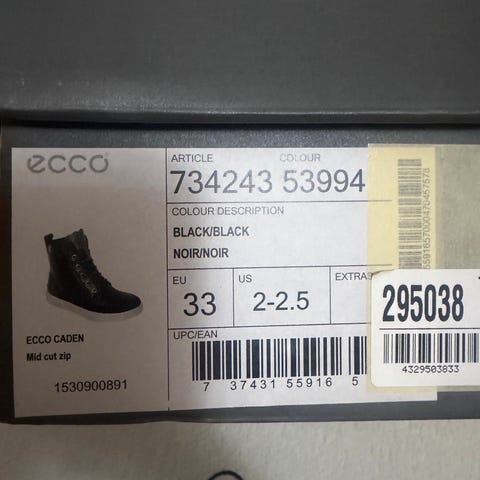 ecco
ARTICLE COLOUR
734243 53994
COLOUR DESCRIPTION
BLACK/BLACK
NOIR/NOIR
EU US EXTRAS
33 2-2.5
UPC/EAN
7 37431 55916 5
ECCO CADEN
Mid cut zip
1530900891
295038
4329503833